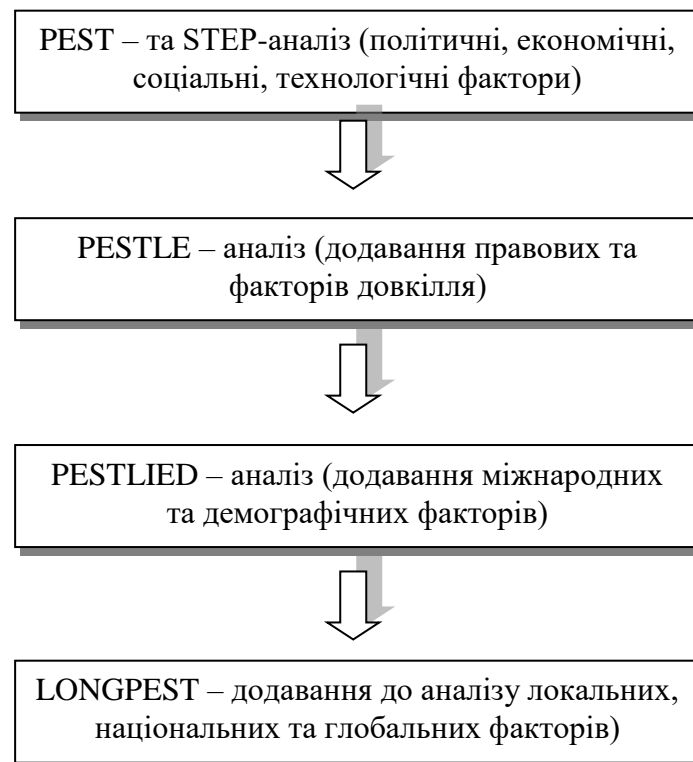 PEST – та STEP-аналіз (політичні, економічні,
соціальні, технологічні фактори)
PESTLE – аналіз (додавання правових та
факторів довкілля)
PESTLIED – аналіз (додавання міжнародних
та демографічних факторів)
LONGPEST – додавання до аналізу локальних,
національних та глобальних факторів)